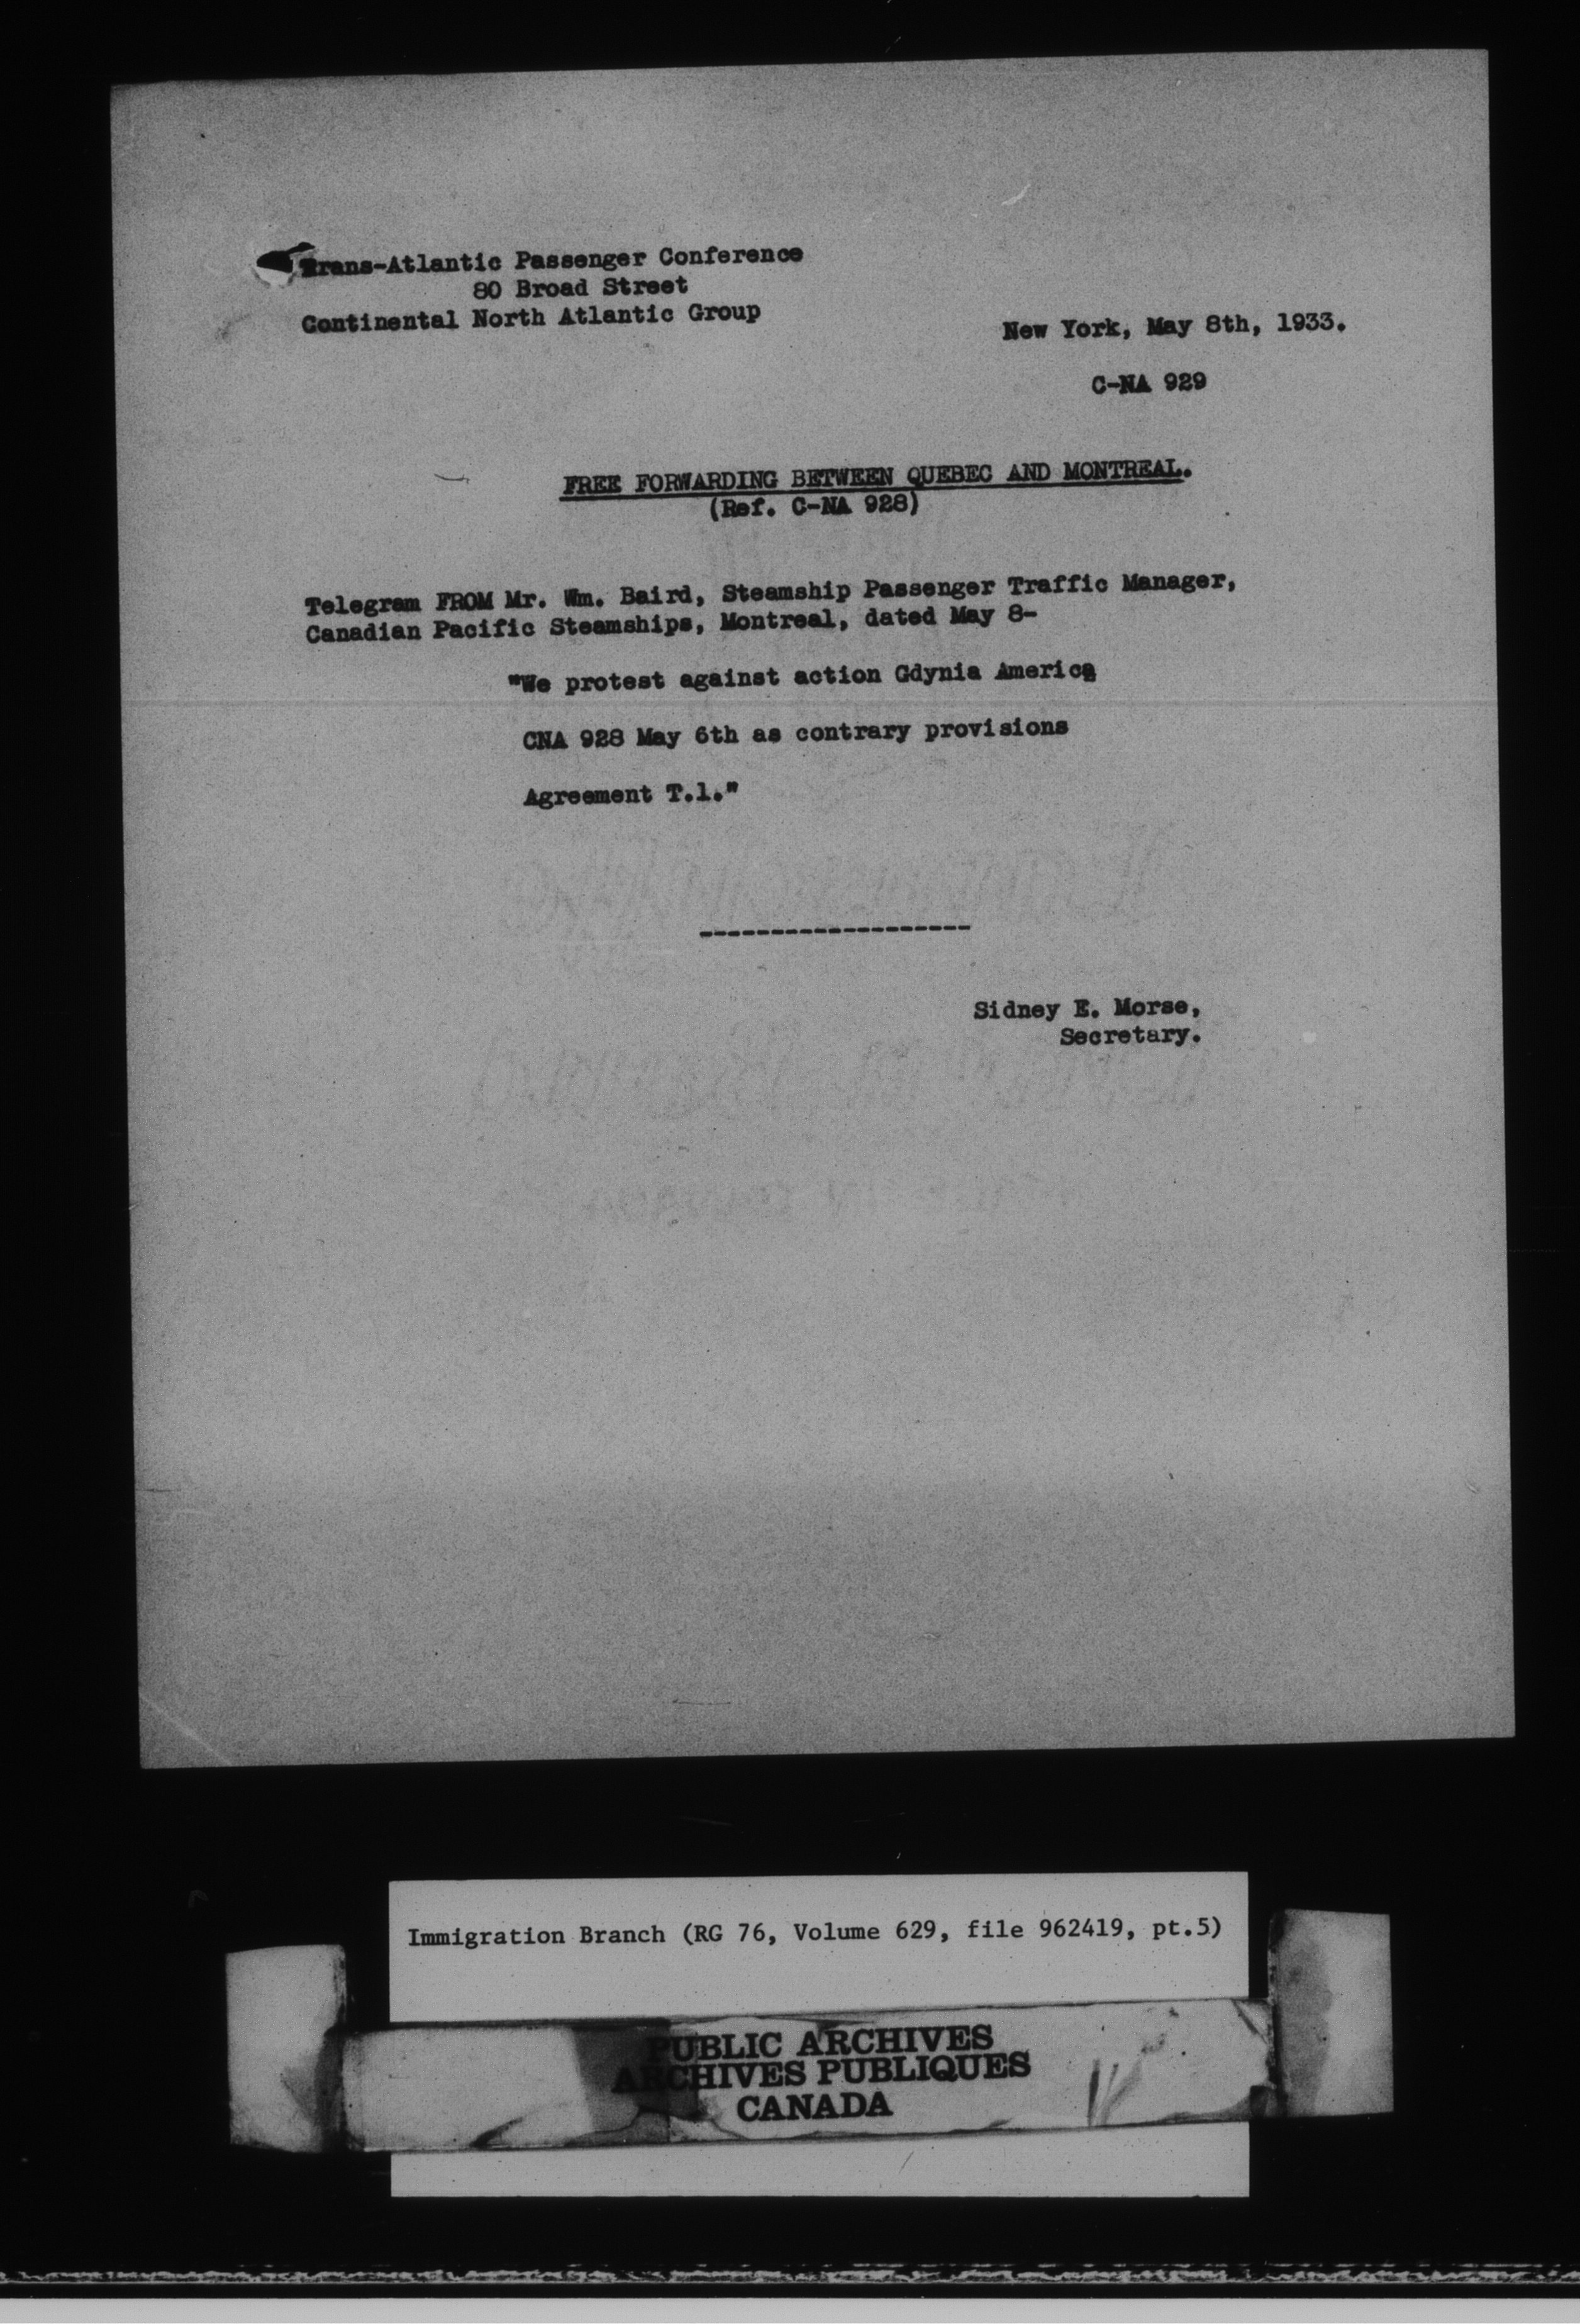 Trans-Atlantic Passenger Conference
80 Broad Street
Continental North Atlantic Group
New York, May 8th, 1933.
C-NA 929
FREE FORWARDING BETWEEN QUEBEC AND MONTREAL.
(Ref. C-NA 928)
Telegram FROM Mr. Wm. Baird, Steamship Passenger Traffic Manager,
Canadian Pacific Steamships, Montreal, dated May 8-
"We protest against action Gdynia America
CNA 928 May 6th as contrary provisions
Agreement T.1."
-------------------
Sidney E. Morse,
Secretary.
Immigration Branch (RG 76, Volume 629, file 962419, pt.5)
PUBLIC ARCHIVES
ARCHIVES PUBLIQUES
CANADA